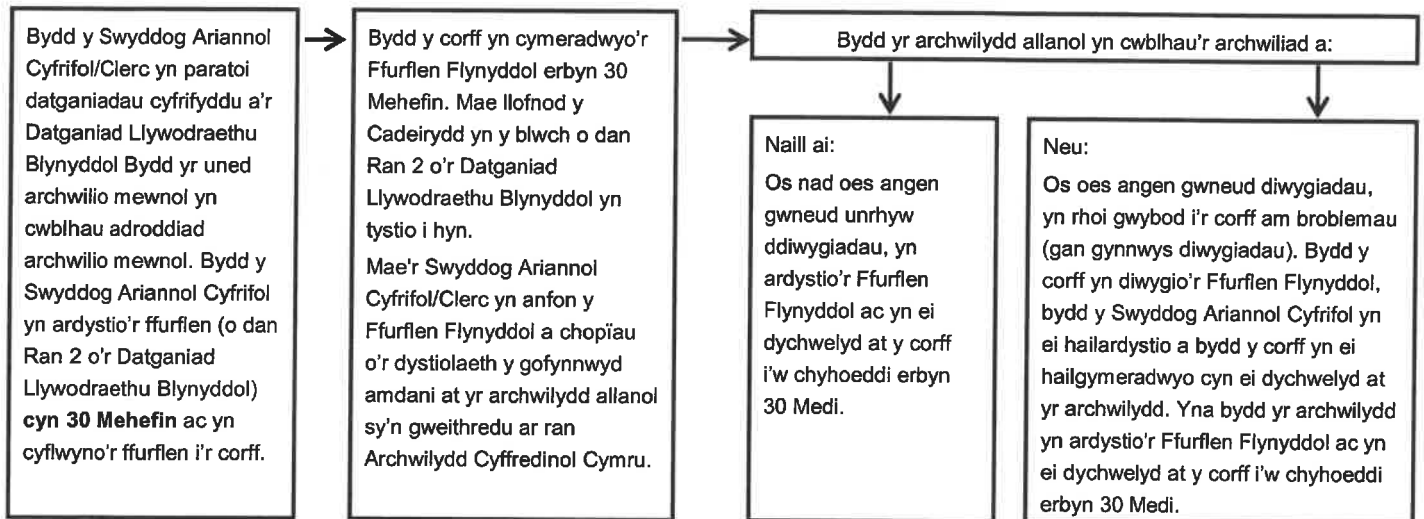 Bydd y Swyddog Ariannol
Cyfrifol/Clerc yn paratoi
datganiadau cyfrifyddu a'r
Datganiad Llywodraethu
Blynyddol Bydd yr uned
archwilio mewnol yn
cwblhau adroddiad
archwilio mewnol. Bydd y
Swyddog Ariannol Cyfrifol
yn ardystio'r ffurflen (o dan
Ran 2 o'r Datganiad
Llywodraethu Blynyddol)
cyn 30 Mehefin ac yn
cyflwyno'r ffurflen i'r corff.
Bydd y corff yn cymeradwyo'r
Ffurflen Flynyddol erbyn 30
Mehefin. Mae llofnod y
Cadeirydd yn y blwch o dan
Ran 2 o'r Datganiad
Llywodraethu Blynyddol yn
tystio i hyn.
Mae'r Swyddog Ariannol
Cyfrifol/Clerc yn anfon y
Ffurflen Flynyddol a chopïau
o'r dystiolaeth y gofynnwyd
amdani at yr archwilydd allanol
sy'n gweithredu ar ran
Archwilydd Cyffredinol Cymru.
Bydd yr archwilydd allanol yn cwblhau'r archwiliad a:
Naill ai:
Os nad oes angen
gwneud unrhyw
ddiwygiadau, yn
ardystio'r Ffurflen
Flynyddol ac yn ei
dychwelyd at y corff
i'w chyhoeddi erbyn
30 Medi.
Neu:
Os oes angen gwneud diwygiadau,
yn rhoi gwybod i'r corff am broblemau
(gan gynnwys diwygiadau). Bydd y
corff yn diwygio'r Ffurflen Flynyddol,
bydd y Swyddog Ariannol Cyfrifol yn
ei hailardystio a bydd y corff yn ei
hailgymeradwyo cyn ei dychwelyd at
yr archwilydd. Yna bydd yr archwilydd
yn ardystio'r Ffurflen Flynyddol ac yn
ei dychwelyd at y corff i'w chyhoeddi
erbyn 30 Medi.